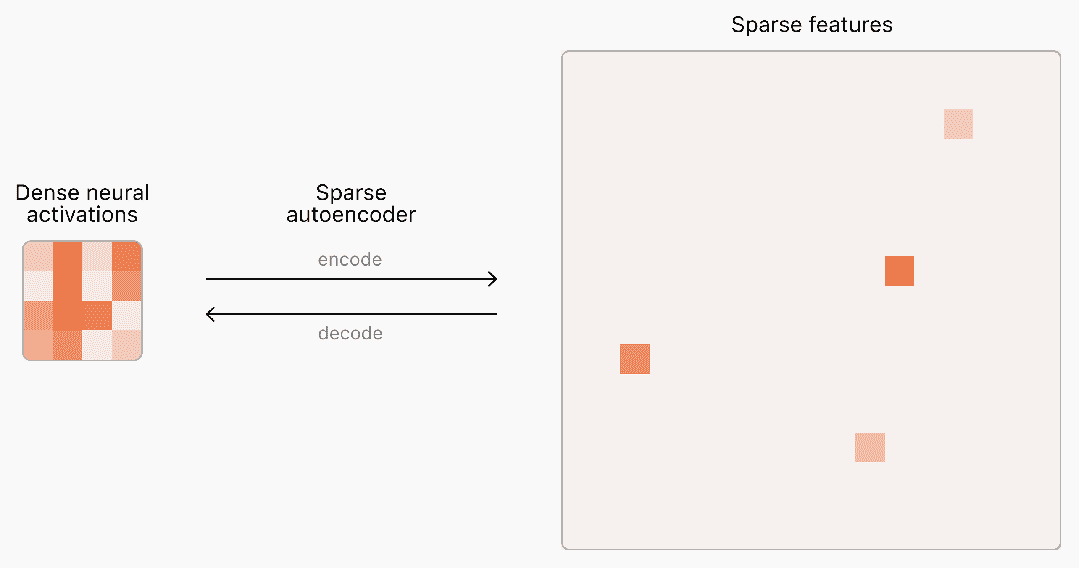 Sparse features
Dense neural
activations
Sparse
autoencoder
encode
decode